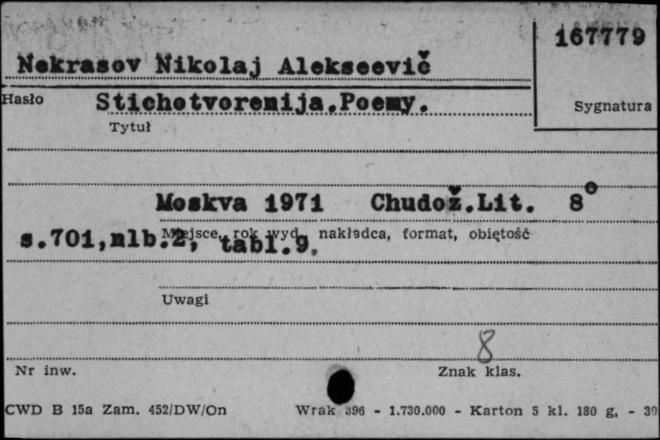 167779
Nekrasov Nikolaj Alekseevič
Hasło Stichotvorenija.Poemy. Sygnatura
Tytuł
Moskva 1971 Chudož.Lit. 8°
Miejsce, rok wyd., nakładca, format, objętość
s.701,nlb.2, tabl.9.
Uwagi
8
Nr inw. Znak klas.
CWD B 15a Zam. 452/DW/On Wrak 396 - 1.730.000 - Karton 5 kl. 180 g, - 30